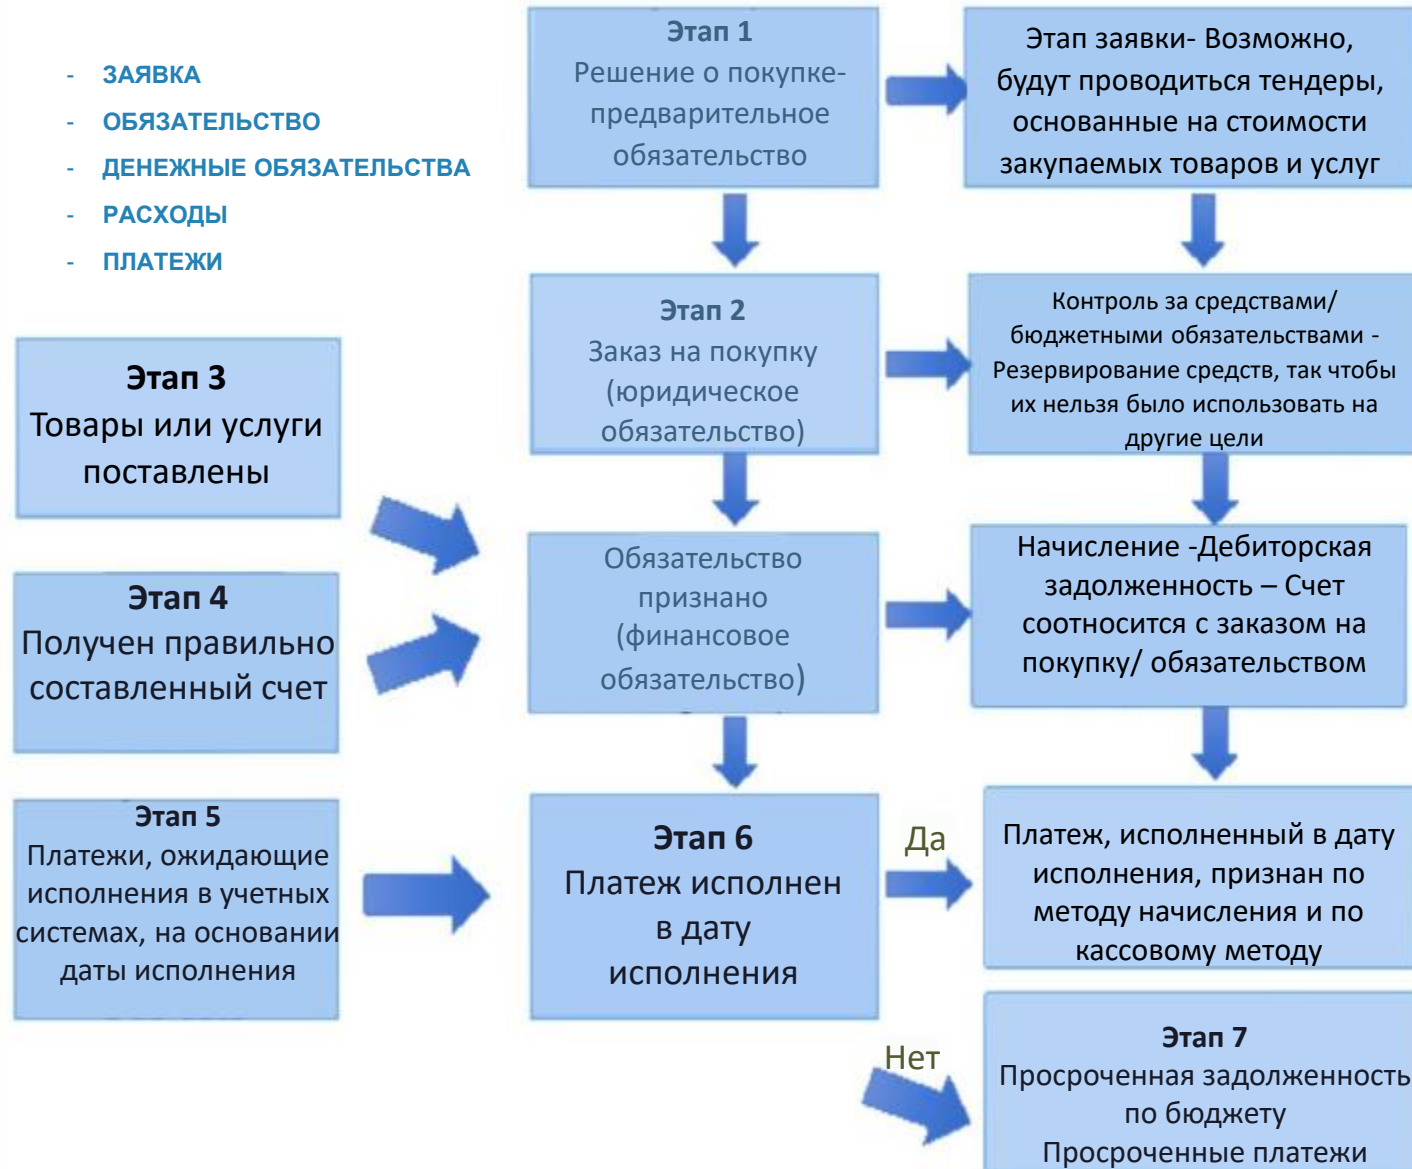 - ЗАЯВКА
- ОБЯЗАТЕЛЬСТВО
- ДЕНЕЖНЫЕ ОБЯЗАТЕЛЬСТВА
- РАСХОДЫ
- ПЛАТЕЖИ
Этап 1
Решение о покупке-
предварительное
обязательство
Этап заявки- Возможно,
будут проводиться тендеры,
основанные на стоимости
закупаемых товаров и услуг
Этап 2
Заказ на покупку
(юридическое
обязательство)
Контроль за средствами/
бюджетными обязательствами -
Резервирование средств, так чтобы
их нельзя было использовать на
другие цели
Этап 3
Товары или услуги
поставлены
Этап 4
Получен правильно
составленный счет
Обязательство
признано
(финансовое
обязательство)
Начисление -Дебиторская
задолженность – Счет
соотносится с заказом на
покупку/ обязательством
Этап 5
Платежи, ожидающие
исполнения в учетных
системах, на основании
даты исполнения
Этап 6
Платеж исполнен
в дату
исполнения
Да
Платеж, исполненный в дату
исполнения, признан по
методу начисления и по
кассовому методу
Нет
Этап 7
Просроченная задолженность
по бюджету
Просроченные платежи